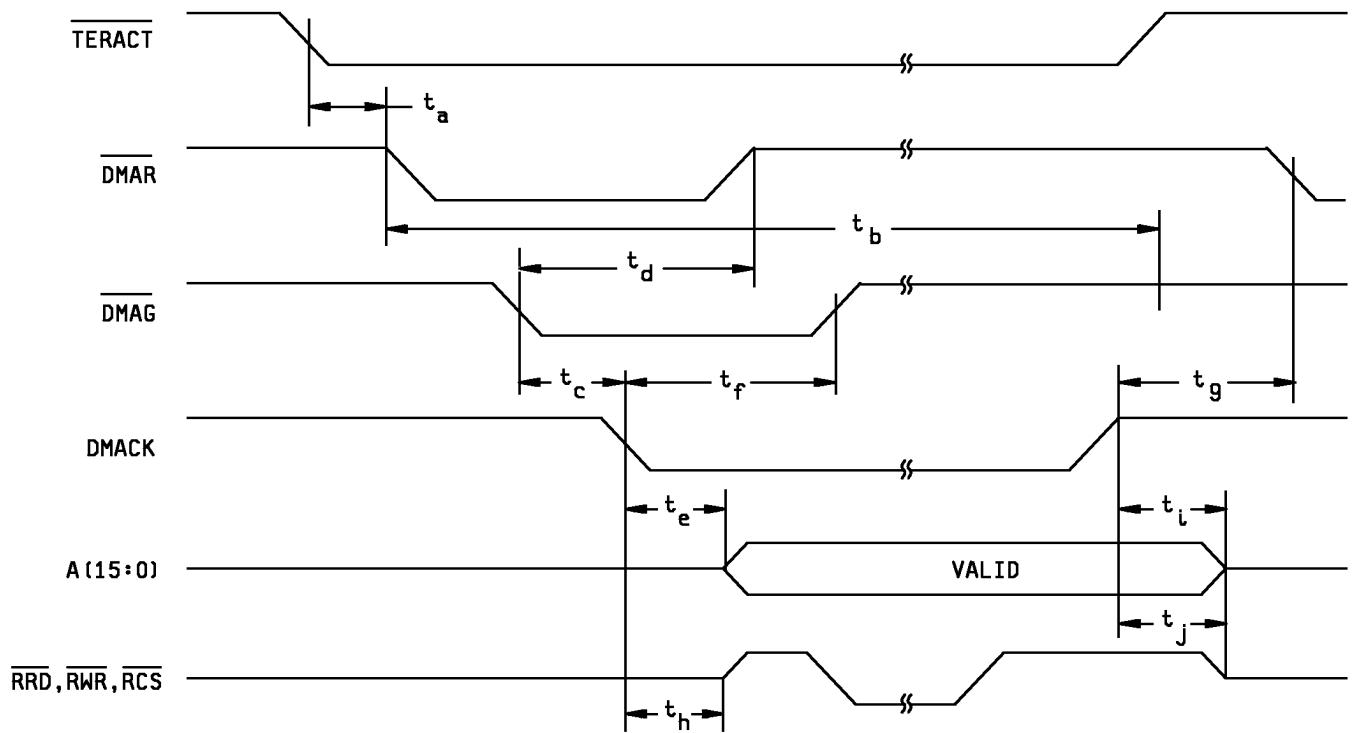 TERACT
t_a
DMAR
t_b
t_d
DMAG
t_c t_f t_g
DMACK
t_e t_i
A(15:0) VALID
t_j
RRD, RWR, RCS
t_h